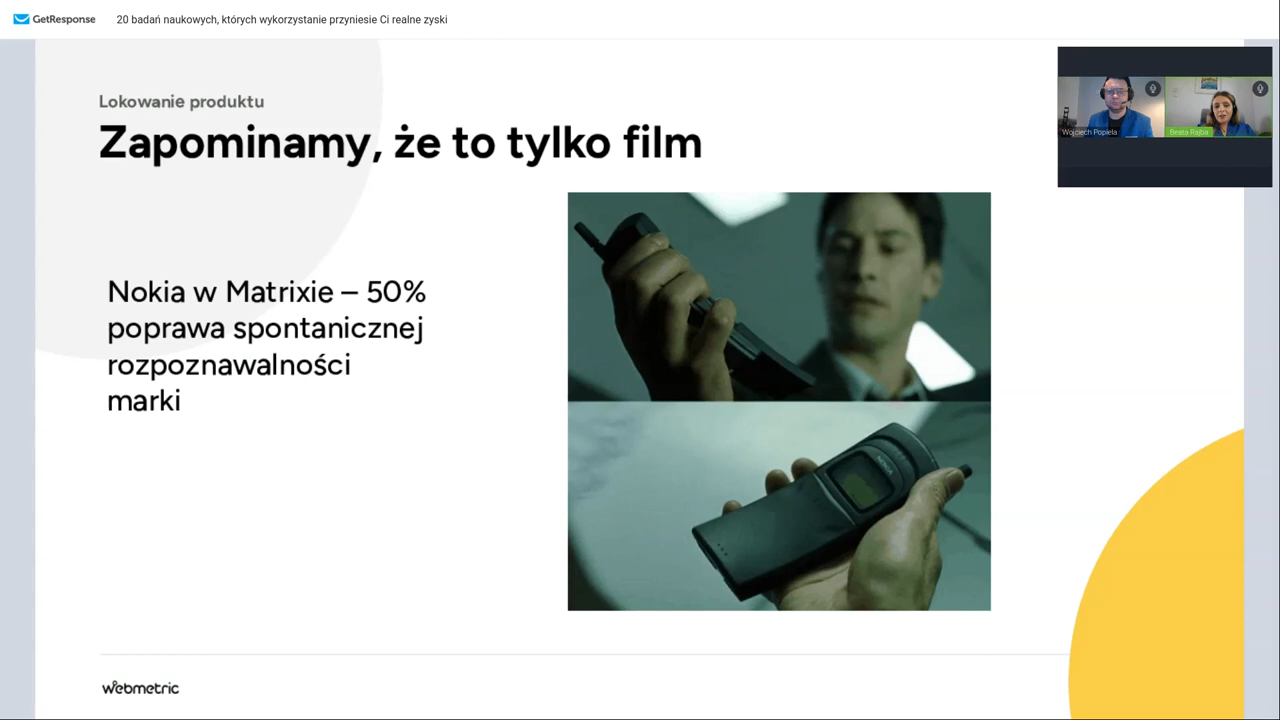 GetResponse
20 badań naukowych, których wykorzystanie przyniesie Ci realne zyski
Lokowanie produktu
Zapominamy, że to tylko film
Wojciech Popiela
Beata Rajba
Nokia w Matrixie – 50%
poprawa spontanicznej
rozpoznawalności
marki
NOKIA
webmetric